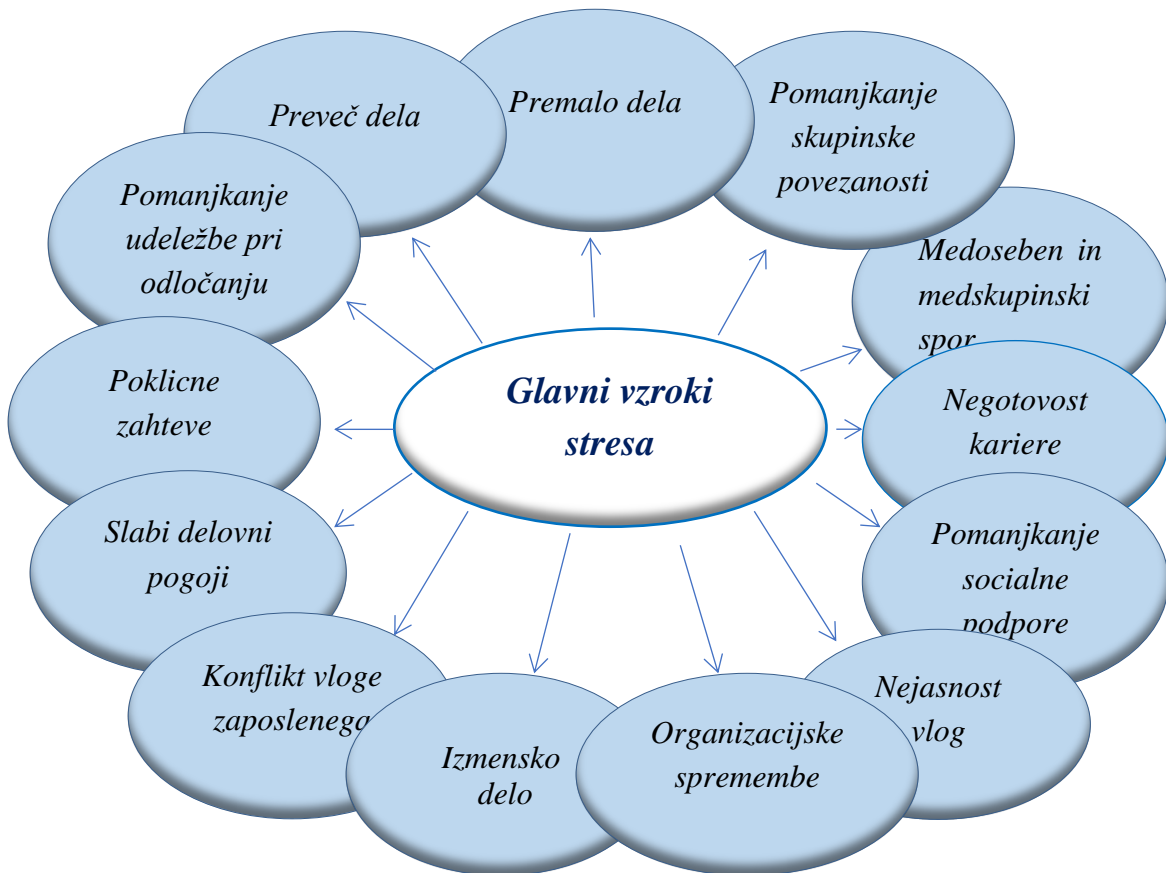 Premalo dela
Pomanjkanje
skupinske
povezanosti
Medoseben in
medskupinski
spor
Negotovost
kariere
Pomanjkanje
socialne
podpore
Nejasnost
vlog
Organizacijske
spremembe
Izmensko
delo
Konflikt vloge
zaposlenega
Slabi delovni
pogoji
Poklicne
zahteve
Pomanjkanje
udeležbe pri
odločanju
Preveč dela
Glavni vzroki
stresa